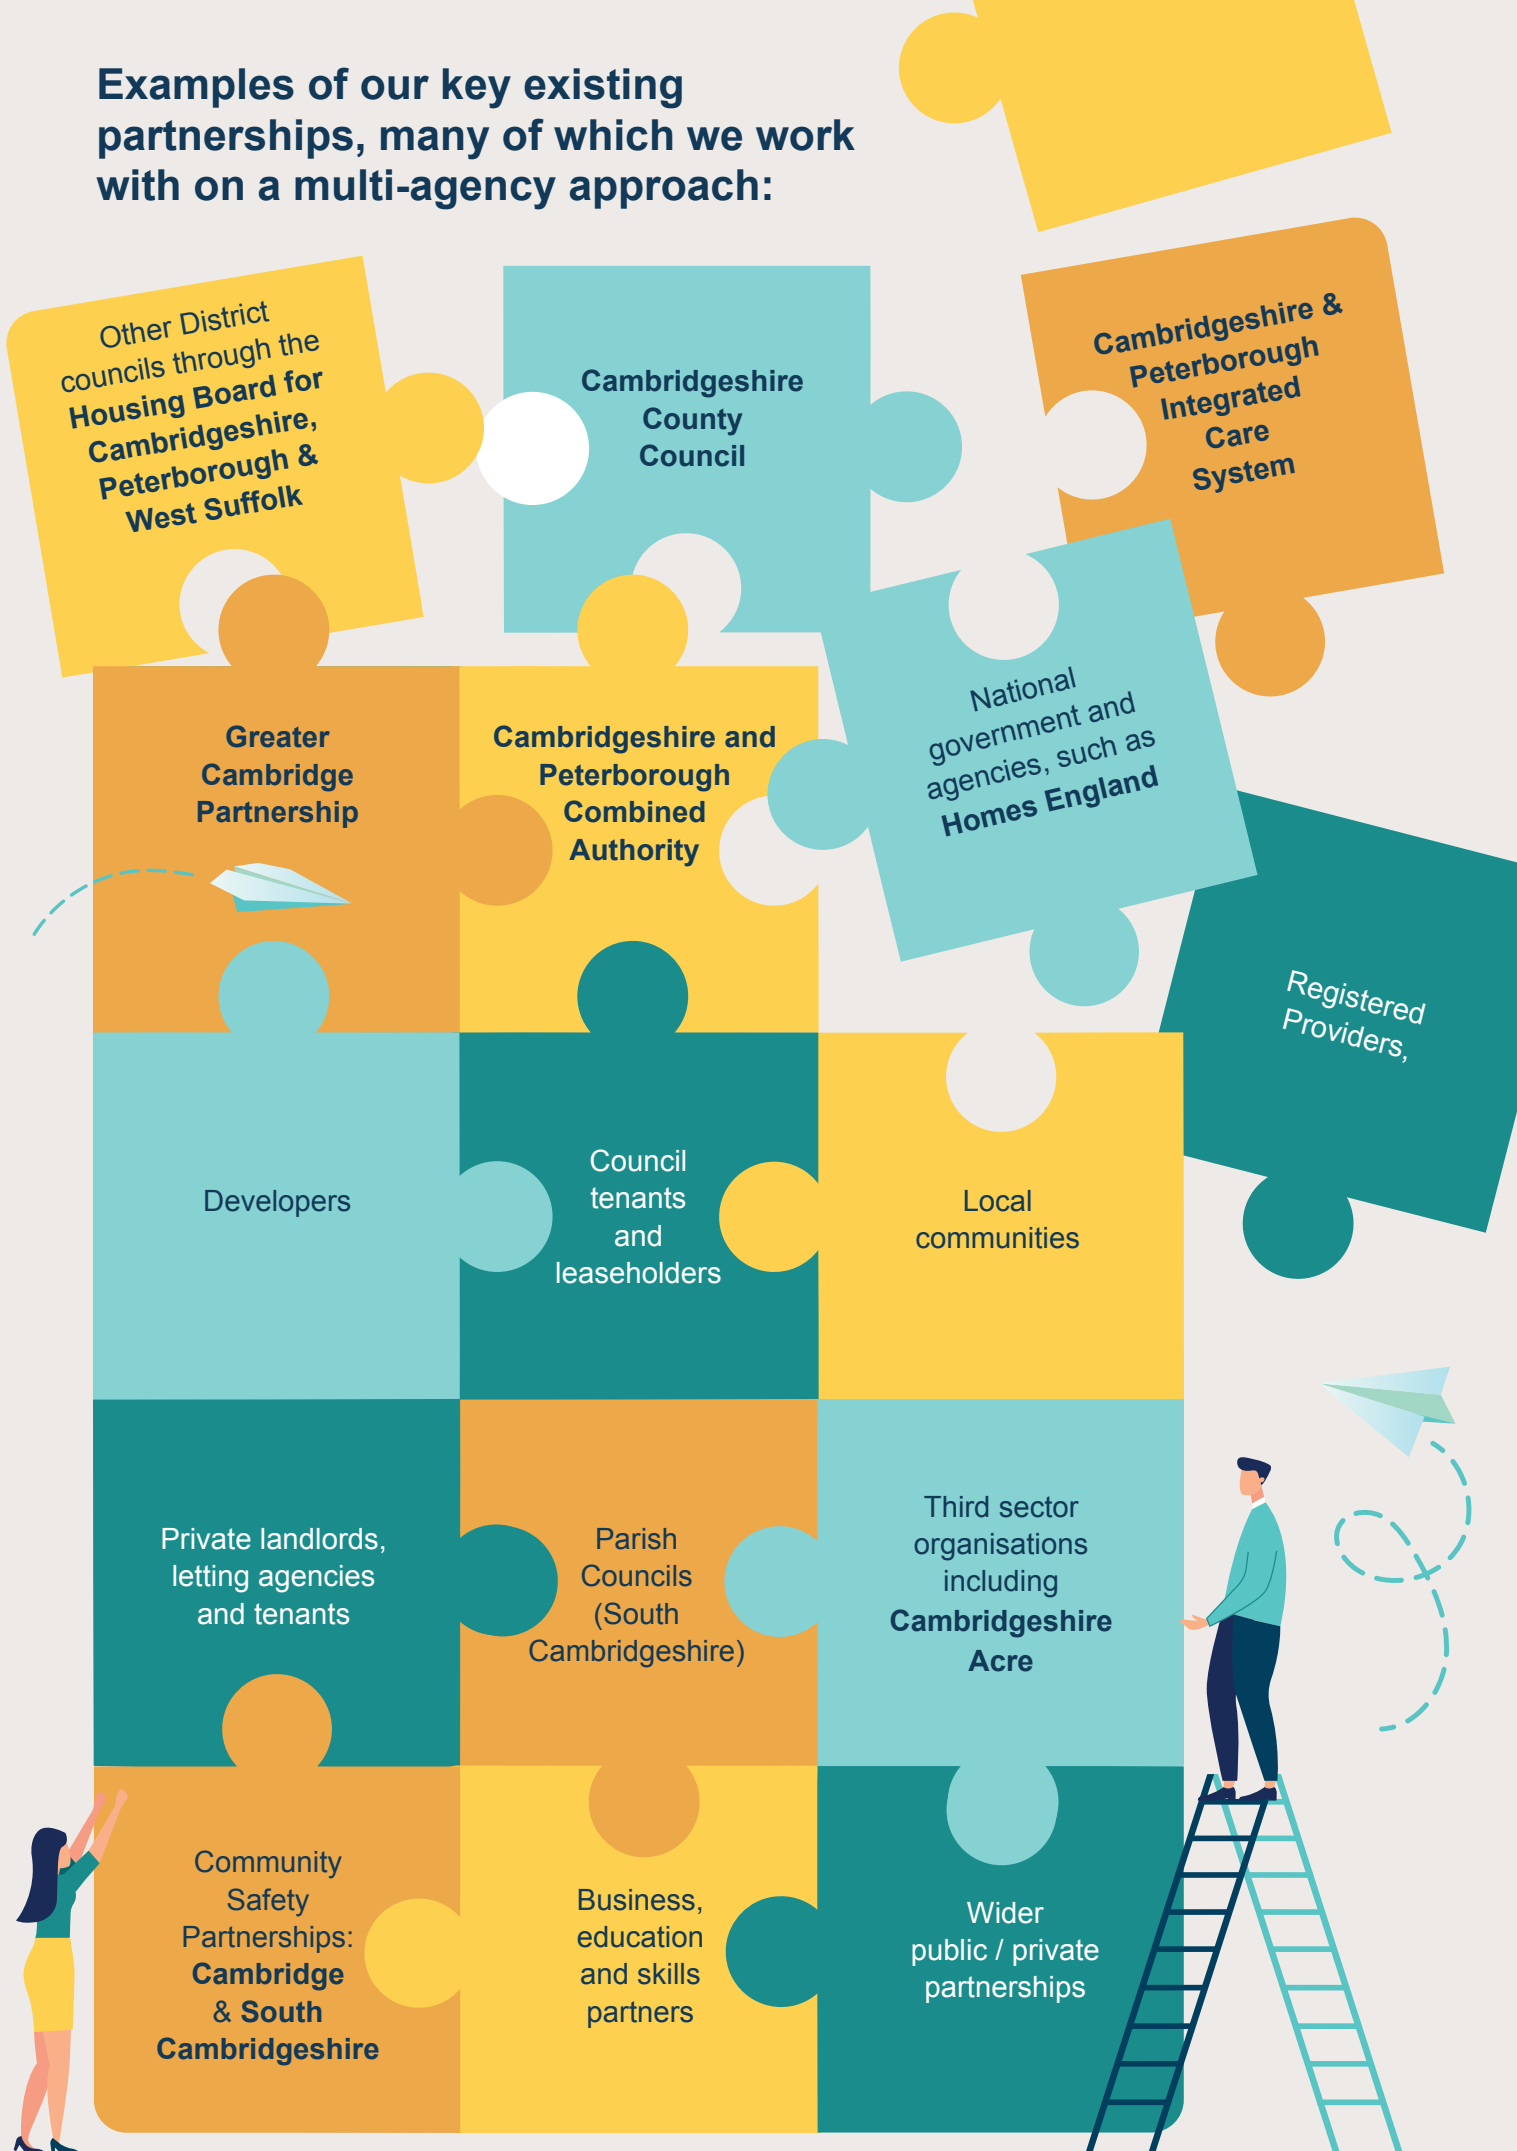 Examples of our key existing
partnerships, many of which we work
with on a multi-agency approach:
Other District
councils through the
Housing Board for
Cambridgeshire,
Peterborough &
West Suffolk
Cambridgeshire
County
Council
Cambridgeshire &
Peterborough
Integrated
Care
System
Greater
Cambridge
Partnership
Cambridgeshire and
Peterborough
Combined
Authority
National
government and
agencies, such as
Homes England
Registered
Providers,
Developers
Council
tenants
and
leaseholders
Local
communities
Private landlords,
letting agencies
and tenants
Parish
Councils
(South
Cambridgeshire)
Third sector
organisations
including
Cambridgeshire
Acre
Community
Safety
Partnerships:
Cambridge
& South
Cambridgeshire
Business,
education
and skills
partners
Wider
public / private
partnerships